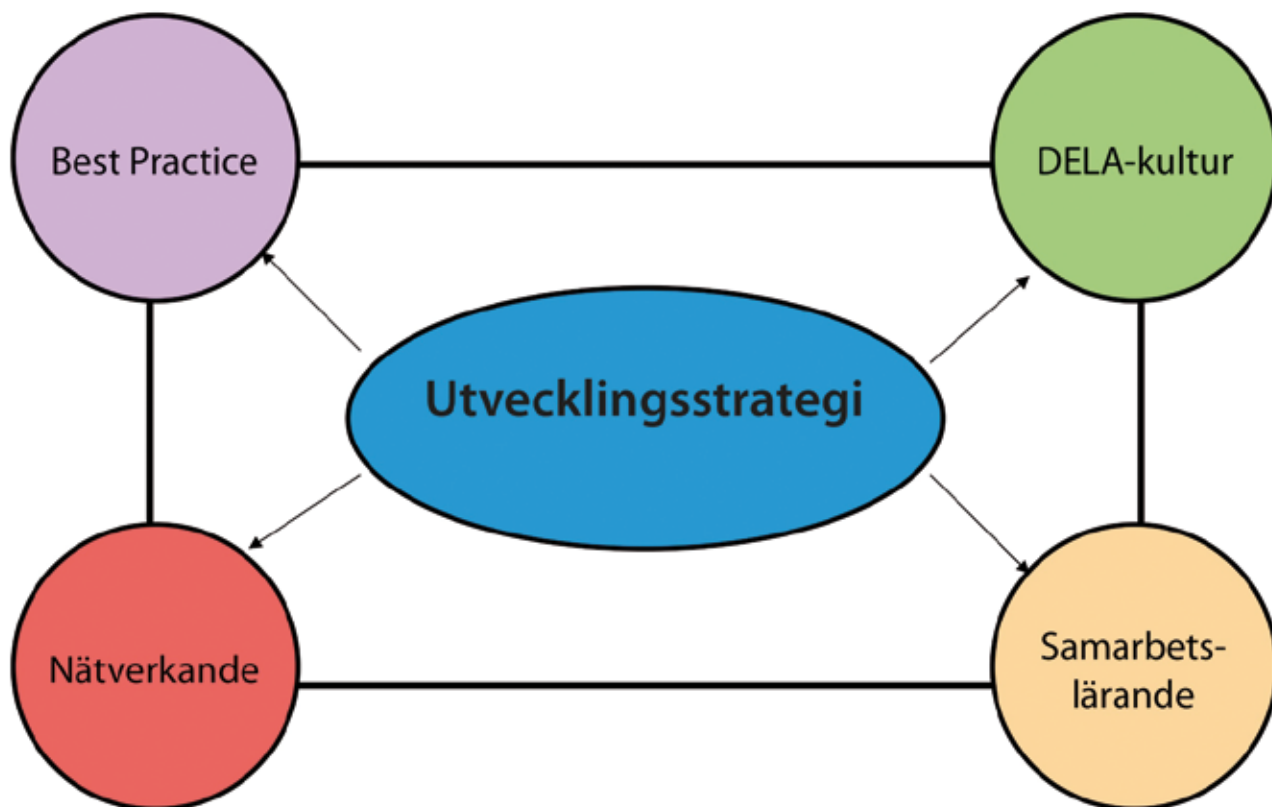 Best Practice
DELA-kultur
Utvecklingsstrategi
Nätverkande
Samarbets-
lärande